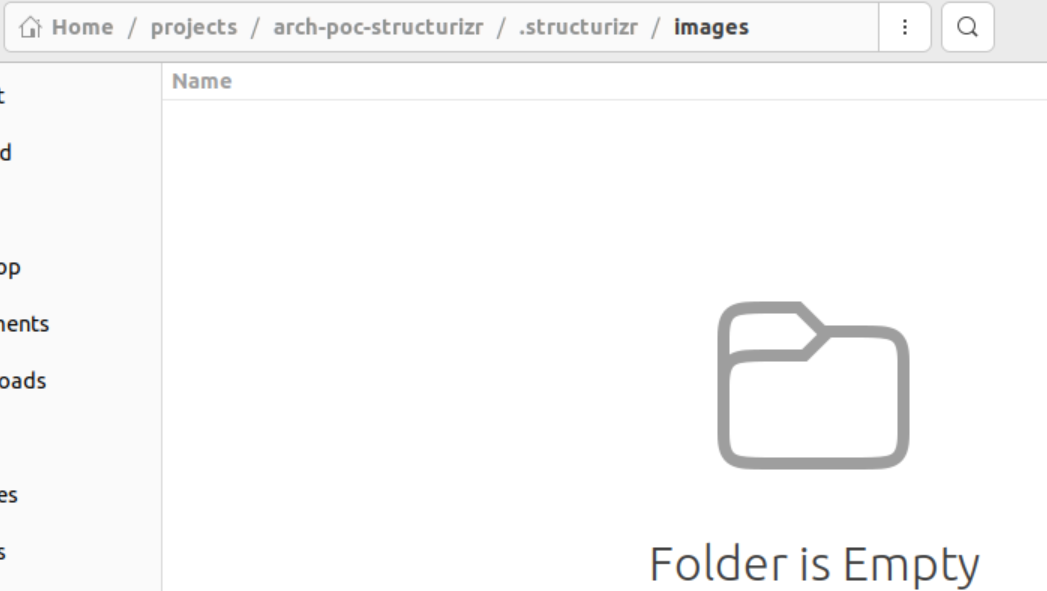 Home / projects / arch-poc-structurizr / .structurizr / images
Name
t
d
op
nents
oads
es
s
Folder is Empty